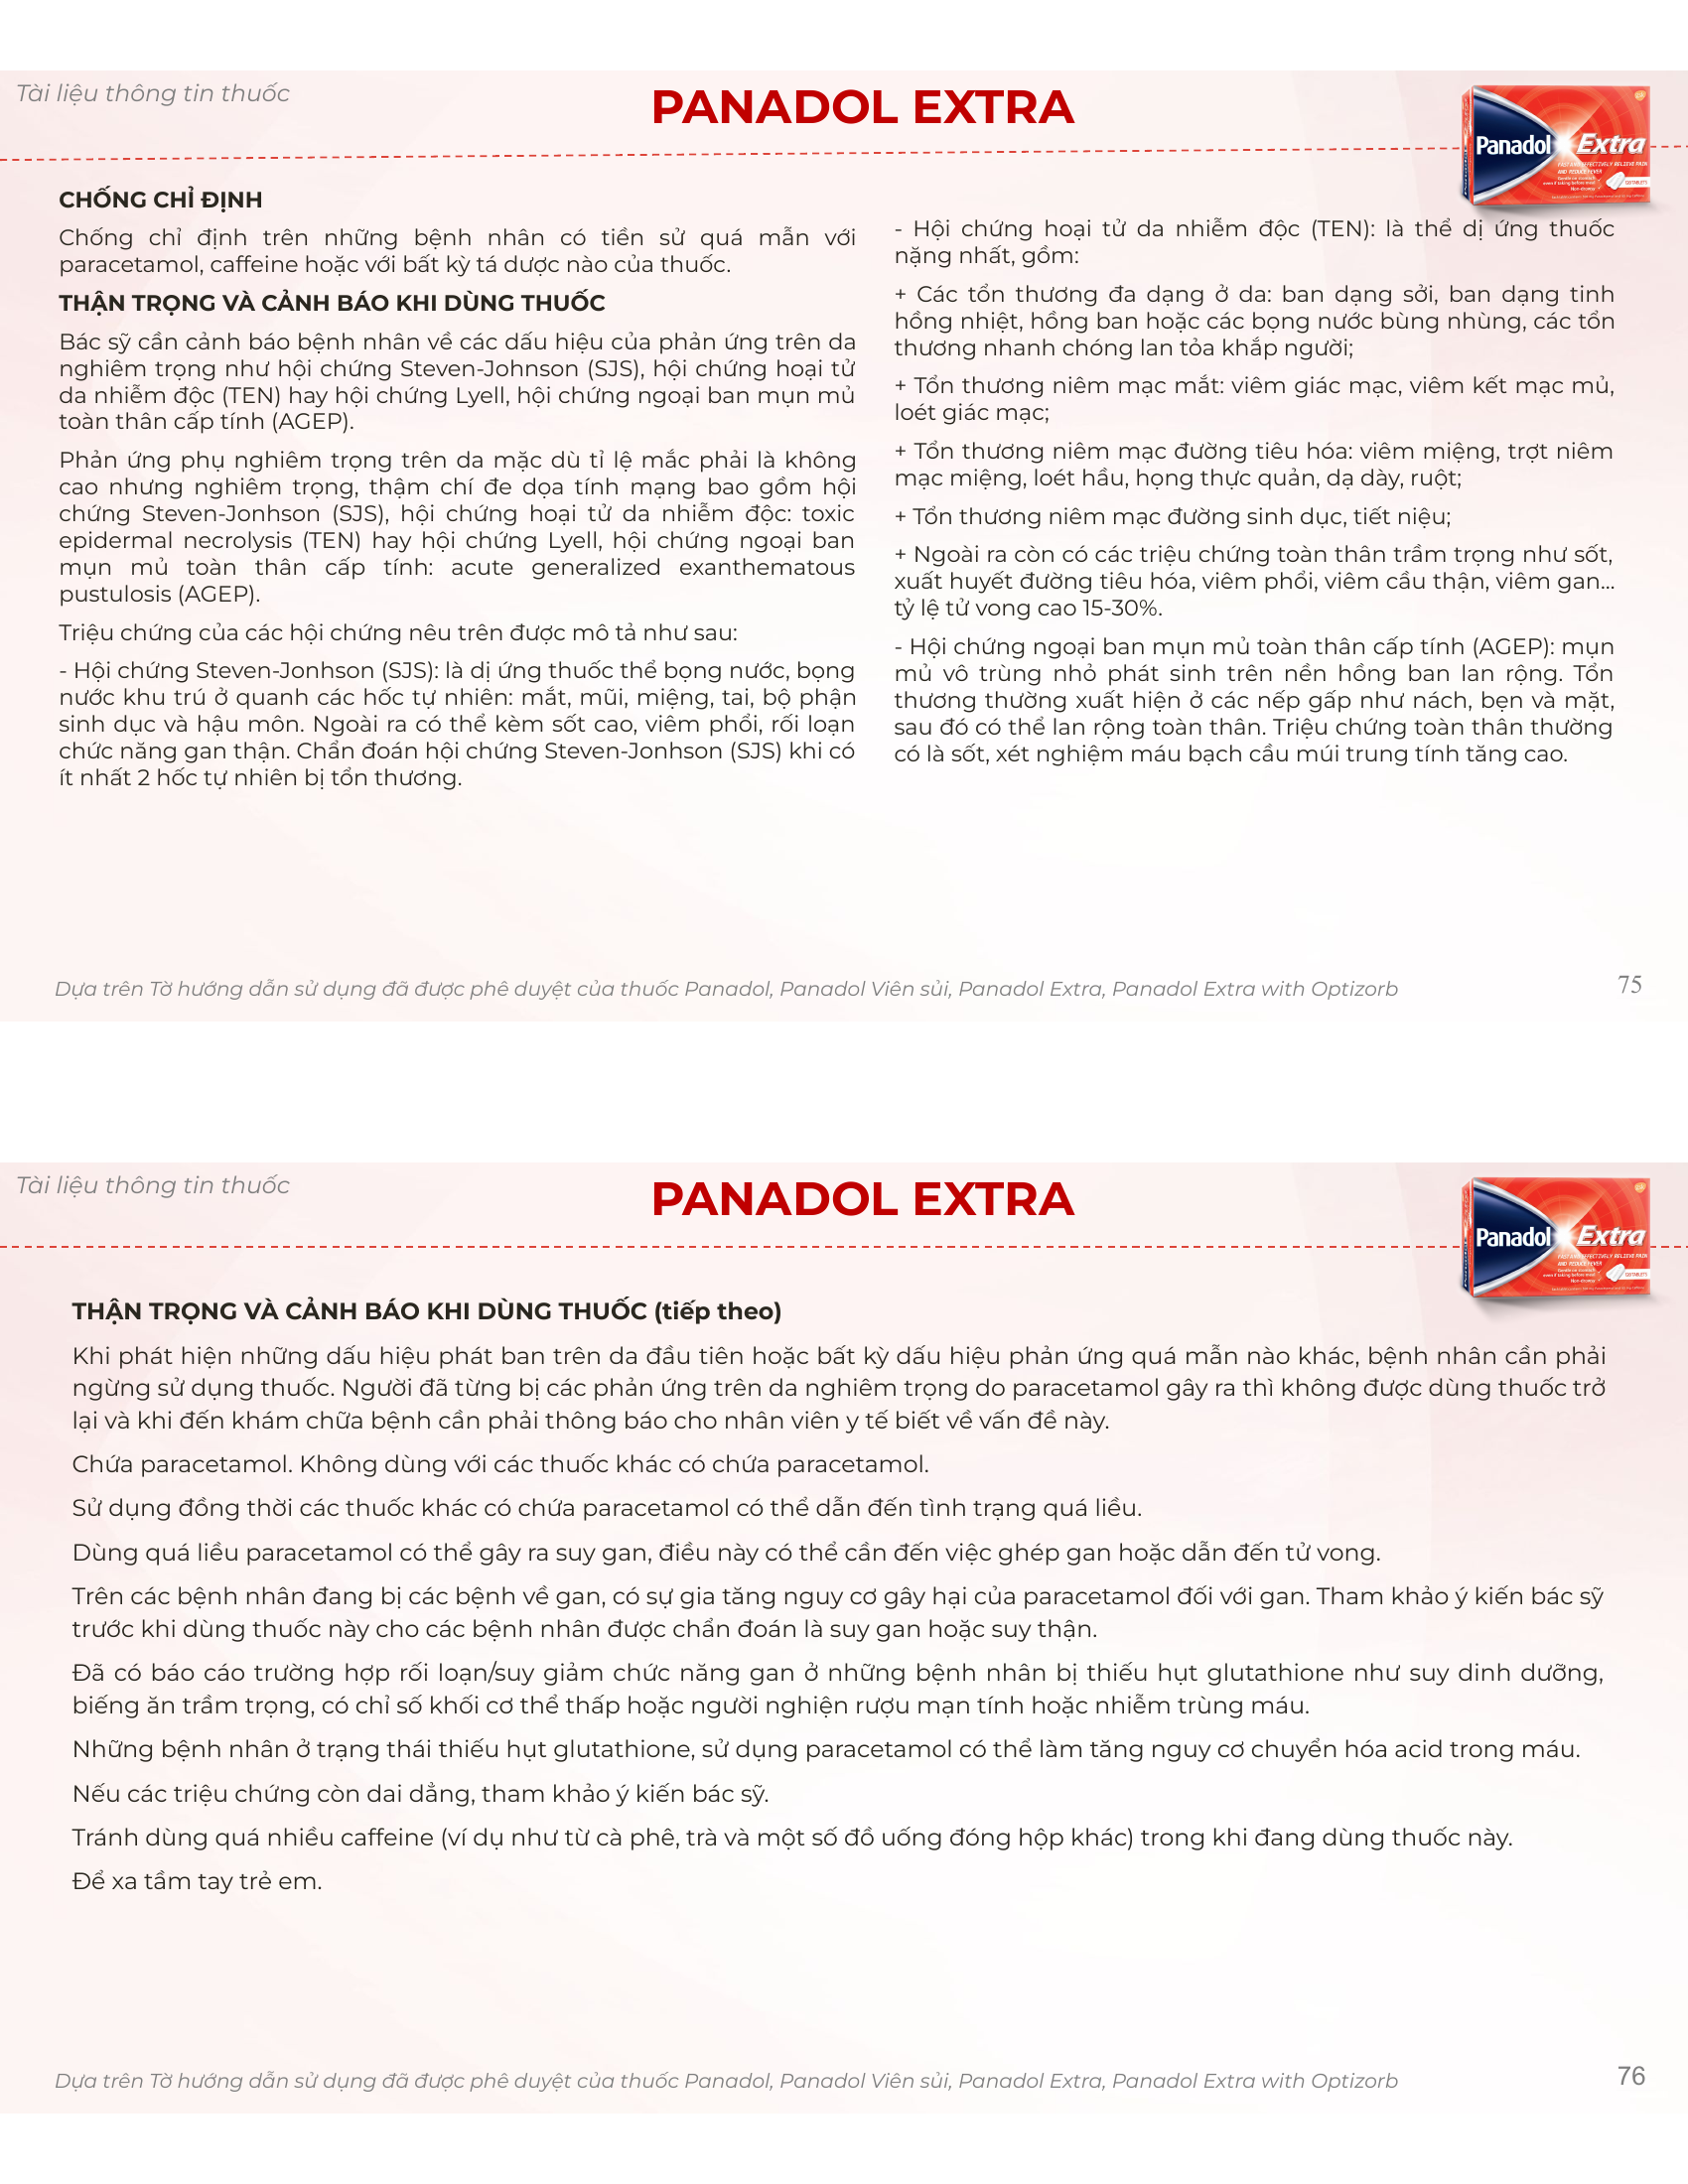 Tài liệu thông tin thuốc
PANADOL EXTRA
Panadol Extra
CHỐNG CHỈ ĐỊNH
Chống chỉ định trên những bệnh nhân có tiền sử quá mẫn với
paracetamol, caffeine hoặc với bất kỳ tá dược nào của thuốc.
THẬN TRỌNG VÀ CẢNH BÁO KHI DÙNG THUỐC
Bác sỹ cần cảnh báo bệnh nhân về các dấu hiệu của phản ứng trên da
nghiêm trọng như hội chứng Steven-Johnson (SJS), hội chứng hoại tử
da nhiễm độc (TEN) hay hội chứng Lyell, hội chứng ngoại ban mụn mủ
toàn thân cấp tính (AGEP).
Phản ứng phụ nghiêm trọng trên da mặc dù tỉ lệ mắc phải là không
cao nhưng nghiêm trọng, thậm chí đe dọa tính mạng bao gồm hội
chứng Steven-Jonhson (SJS), hội chứng hoại tử da nhiễm độc: toxic
epidermal necrolysis (TEN) hay hội chứng Lyell, hội chứng ngoại ban
mụn mủ toàn thân cấp tính: acute generalized exanthematous
pustulosis (AGEP).
Triệu chứng của các hội chứng nêu trên được mô tả như sau:
- Hội chứng Steven-Jonhson (SJS): là dị ứng thuốc thể bọng nước, bọng
nước khu trú ở quanh các hốc tự nhiên: mắt, mũi, miệng, tai, bộ phận
sinh dục và hậu môn. Ngoài ra có thể kèm sốt cao, viêm phổi, rối loạn
chức năng gan thận. Chẩn đoán hội chứng Steven-Jonhson (SJS) khi có
ít nhất 2 hốc tự nhiên bị tổn thương.
- Hội chứng hoại tử da nhiễm độc (TEN): là thể dị ứng thuốc
nặng nhất, gồm:
+ Các tổn thương đa dạng ở da: ban dạng sởi, ban dạng tinh
hồng nhiệt, hồng ban hoặc các bọng nước bùng nhùng, các tổn
thương nhanh chóng lan tỏa khắp người;
+ Tổn thương niêm mạc mắt: viêm giác mạc, viêm kết mạc mủ,
loét giác mạc;
+ Tổn thương niêm mạc đường tiêu hóa: viêm miệng, trợt niêm
mạc miệng, loét hầu, họng thực quản, dạ dày, ruột;
+ Tổn thương niêm mạc đường sinh dục, tiết niệu;
+ Ngoài ra còn có các triệu chứng toàn thân trầm trọng như sốt,
xuất huyết đường tiêu hóa, viêm phổi, viêm cầu thận, viêm gan...
tỷ lệ tử vong cao 15-30%.
- Hội chứng ngoại ban mụn mủ toàn thân cấp tính (AGEP): mụn
mủ vô trùng nhỏ phát sinh trên nền hồng ban lan rộng. Tổn
thương thường xuất hiện ở các nếp gấp như nách, bẹn và mặt,
sau đó có thể lan rộng toàn thân. Triệu chứng toàn thân thường
có là sốt, xét nghiệm máu bạch cầu múi trung tính tăng cao.
Dựa trên Tờ hướng dẫn sử dụng đã được phê duyệt của thuốc Panadol, Panadol Viên sủi, Panadol Extra, Panadol Extra with Optizorb
75
Tài liệu thông tin thuốc
PANADOL EXTRA
Panadol Extra
THẬN TRỌNG VÀ CẢNH BÁO KHI DÙNG THUỐC (tiếp theo)
Khi phát hiện những dấu hiệu phát ban trên da đầu tiên hoặc bất kỳ dấu hiệu phản ứng quá mẫn nào khác, bệnh nhân cần phải
ngừng sử dụng thuốc. Người đã từng bị các phản ứng trên da nghiêm trọng do paracetamol gây ra thì không được dùng thuốc trở
lại và khi đến khám chữa bệnh cần phải thông báo cho nhân viên y tế biết về vấn đề này.
Chứa paracetamol. Không dùng với các thuốc khác có chứa paracetamol.
Sử dụng đồng thời các thuốc khác có chứa paracetamol có thể dẫn đến tình trạng quá liều.
Dùng quá liều paracetamol có thể gây ra suy gan, điều này có thể cần đến việc ghép gan hoặc dẫn đến tử vong.
Trên các bệnh nhân đang bị các bệnh về gan, có sự gia tăng nguy cơ gây hại của paracetamol đối với gan. Tham khảo ý kiến bác sỹ
trước khi dùng thuốc này cho các bệnh nhân được chẩn đoán là suy gan hoặc suy thận.
Đã có báo cáo trường hợp rối loạn/suy giảm chức năng gan ở những bệnh nhân bị thiếu hụt glutathione như suy dinh dưỡng,
biếng ăn trầm trọng, có chỉ số khối cơ thể thấp hoặc người nghiện rượu mạn tính hoặc nhiễm trùng máu.
Những bệnh nhân ở trạng thái thiếu hụt glutathione, sử dụng paracetamol có thể làm tăng nguy cơ chuyển hóa acid trong máu.
Nếu các triệu chứng còn dai dẳng, tham khảo ý kiến bác sỹ.
Tránh dùng quá nhiều caffeine (ví dụ như từ cà phê, trà và một số đồ uống đóng hộp khác) trong khi đang dùng thuốc này.
Để xa tầm tay trẻ em.
Dựa trên Tờ hướng dẫn sử dụng đã được phê duyệt của thuốc Panadol, Panadol Viên sủi, Panadol Extra, Panadol Extra with Optizorb
76